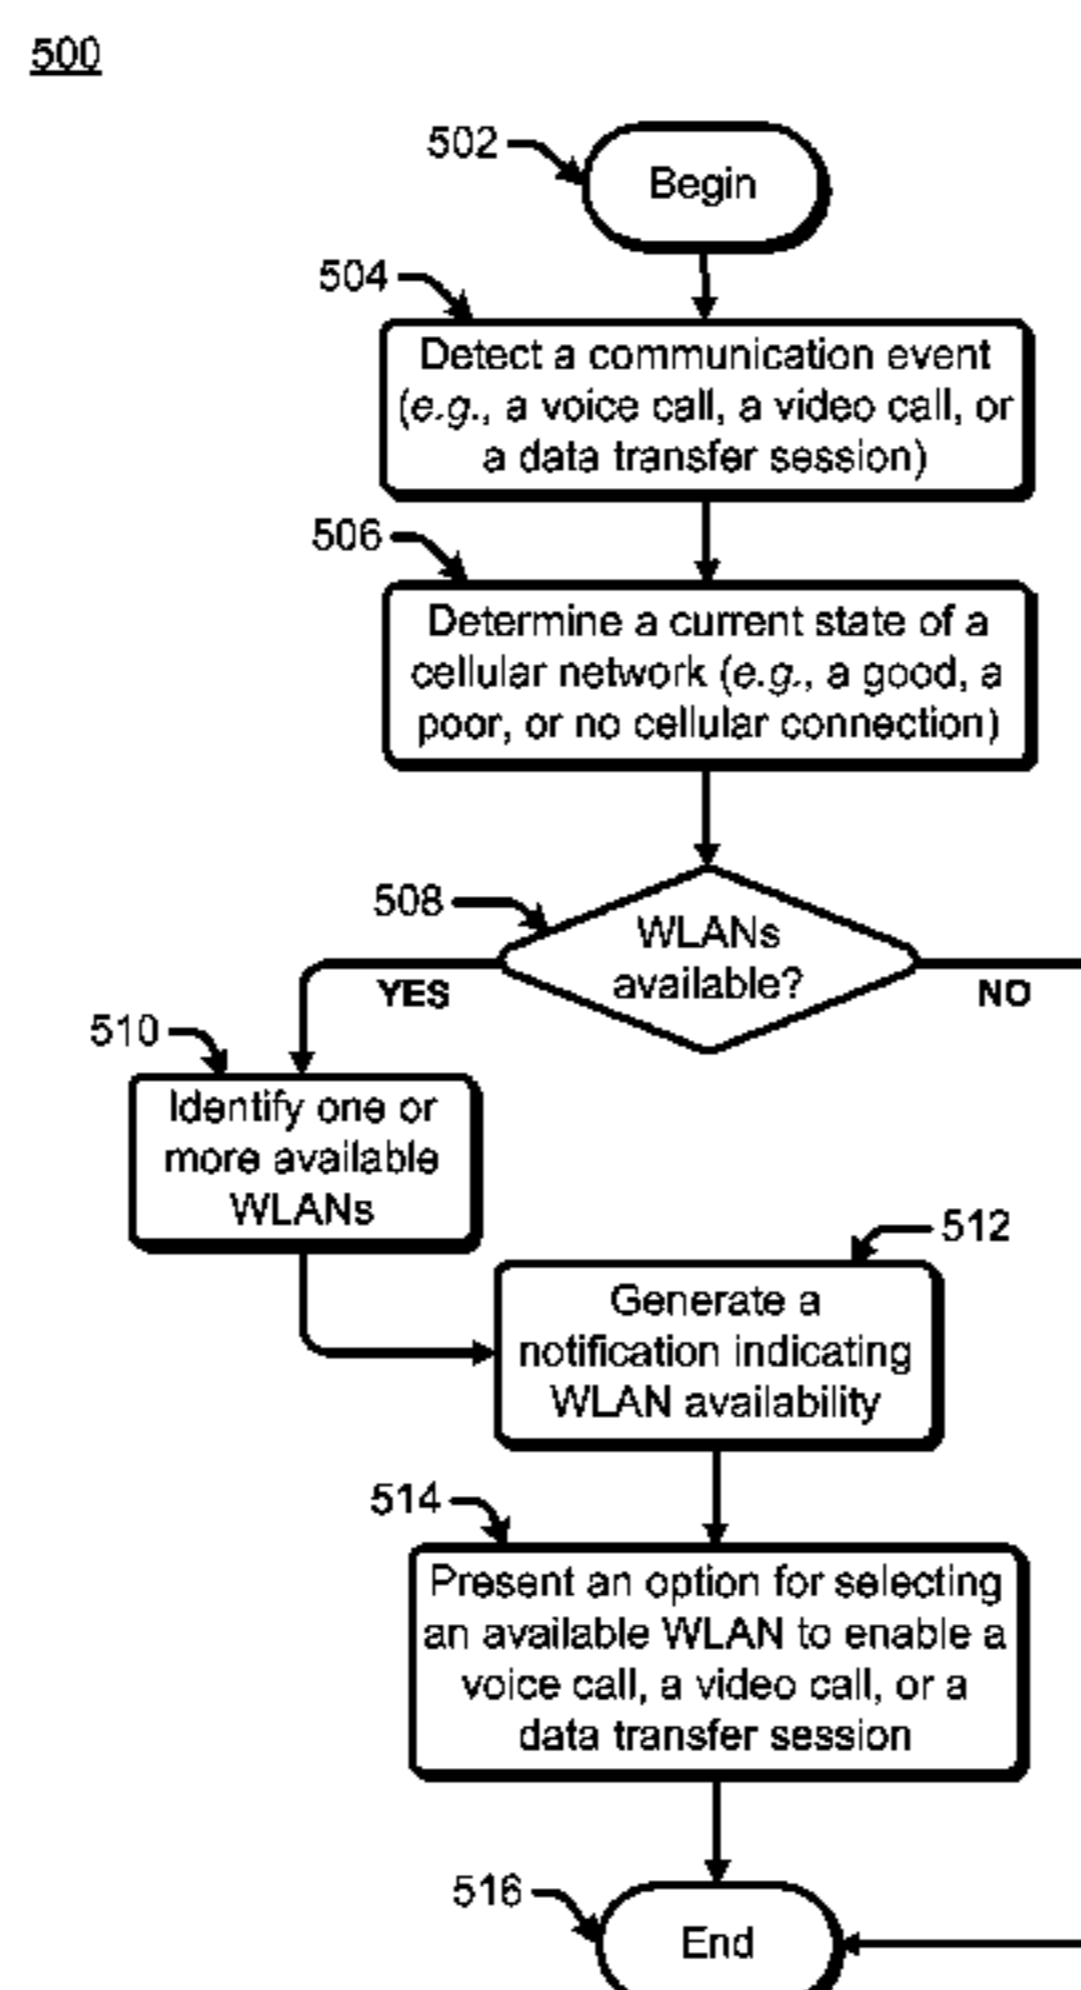 500
502
Begin
504
Detect a communication event
(e.g., a voice call, a video call, or
a data transfer session)
506
Determine a current state of a
cellular network (e.g., a good, a
poor, or no cellular connection)
508
WLANs
available?
YES
NO
510
Identify one or
more available
WLANs
512
Generate a
notification indicating
WLAN availability
514
Present an option for selecting
an available WLAN to enable a
voice call, a video call, or a
data transfer session
516
End